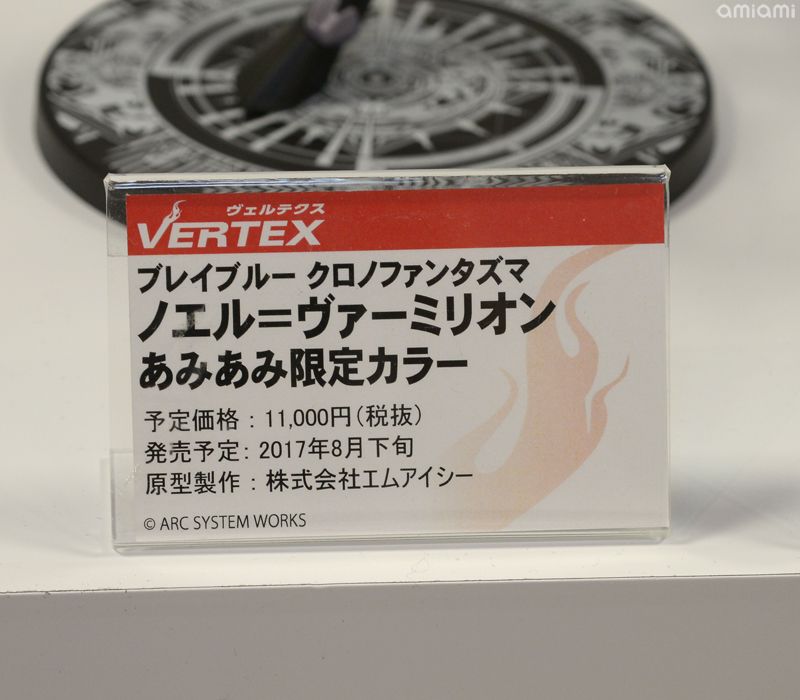 amiami
ヴェルテクス
VERTEX
ブレイブルー クロノファンタズマ
ノエル＝ヴァーミリオン
あみあみ限定カラー
予定価格：11,000円（税抜）
発売予定：2017年8月下旬
原型製作：株式会社エムアイシー
© ARC SYSTEM WORKS